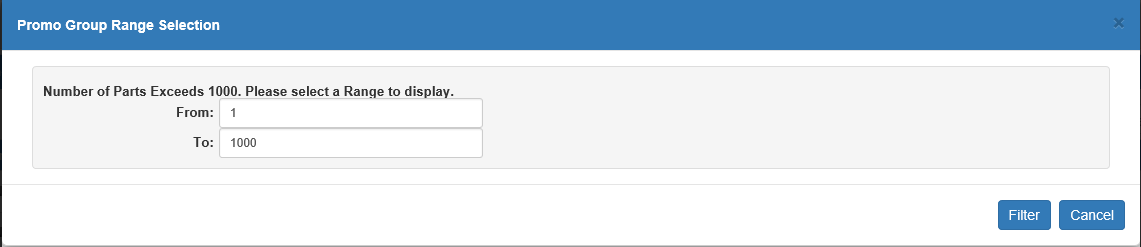 Promo Group Range Selection
×
Number of Parts Exceeds 1000. Please select a Range to display.
From: 1
To: 1000
Filter Cancel